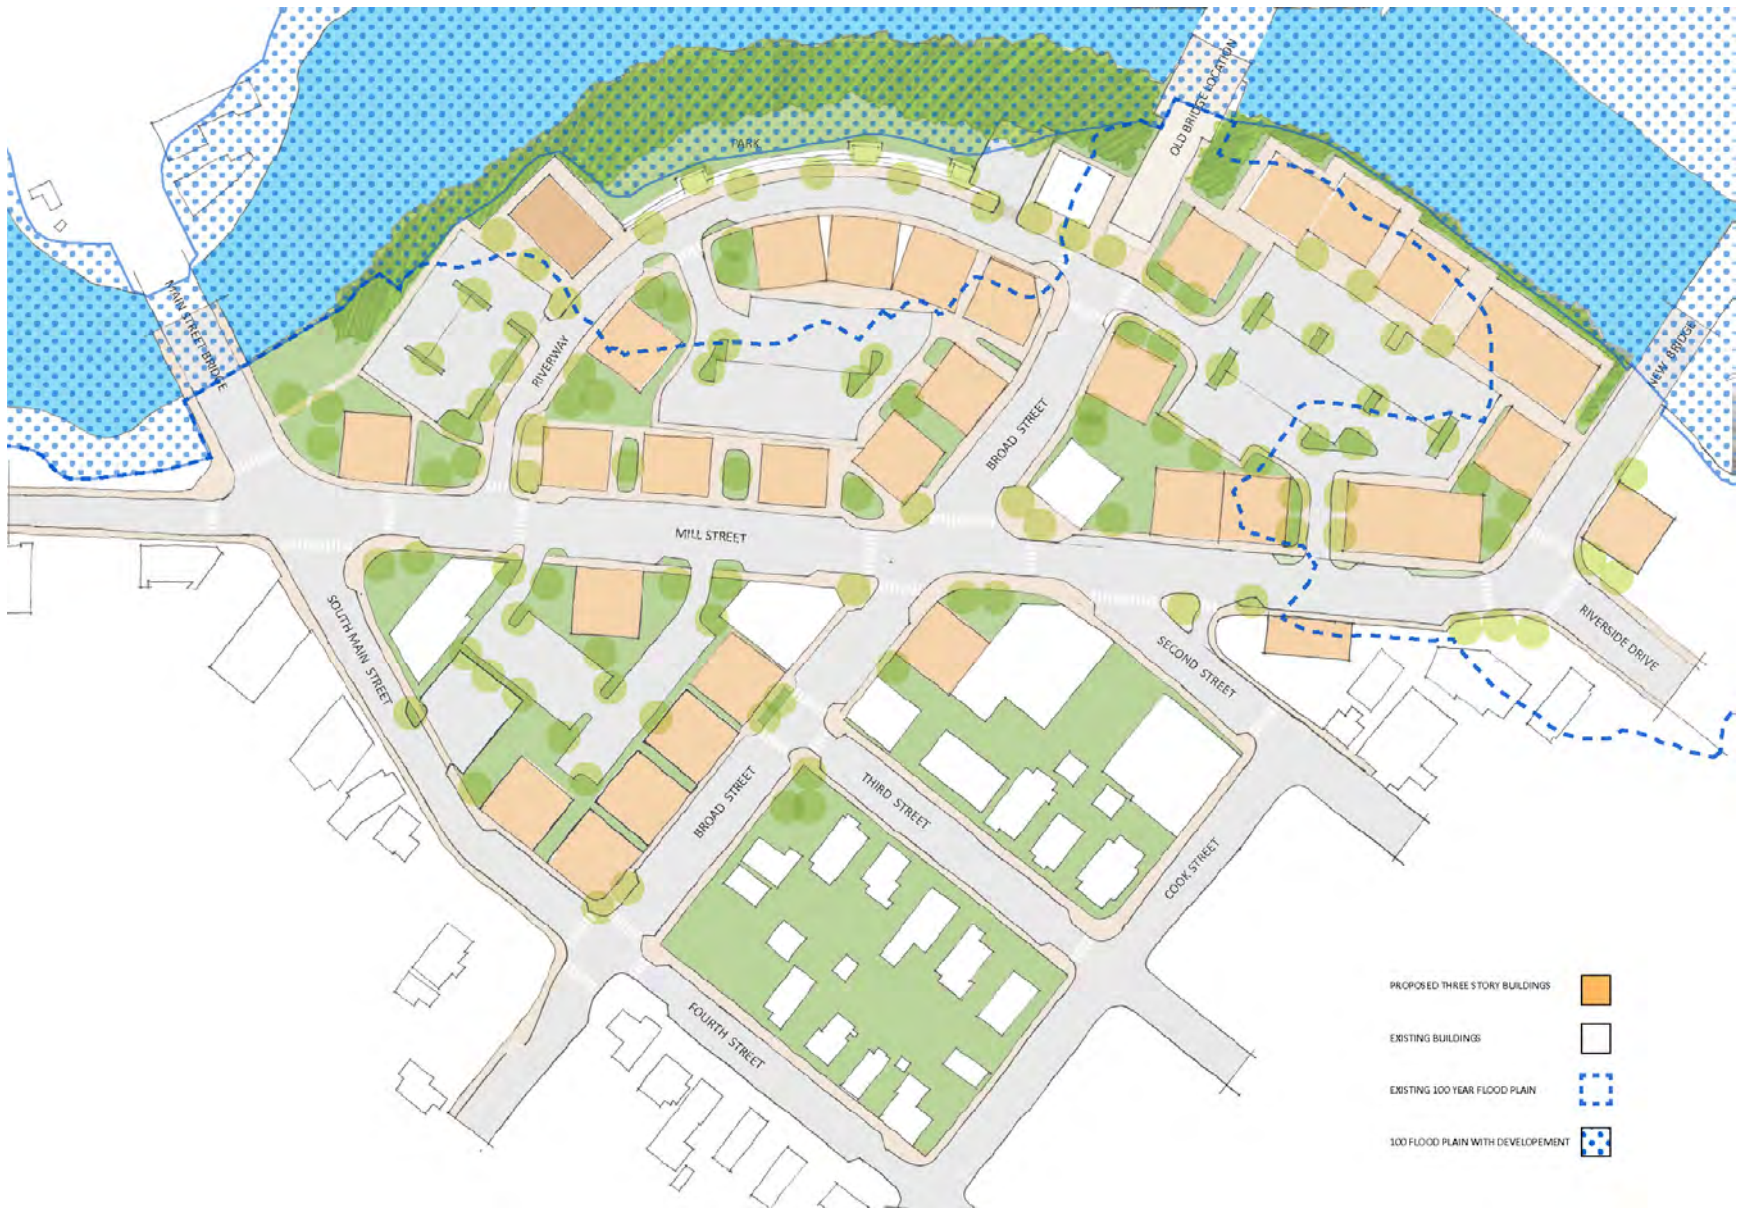 OLD BRIDGE LOCATION
PARK
MAIN STREET BRIDGE
RIVERWAY
NEW BRIDGE
BROAD STREET
MILL STREET
SOUTH MAIN STREET
SECOND STREET
RIVERSIDE DRIVE
BROAD STREET
THIRD STREET
COOK STREET
FOURTH STREET
PROPOSED THREE STORY BUILDINGS
EXISTING BUILDINGS
EXISTING 100 YEAR FLOOD PLAIN
100 FLOOD PLAIN WITH DEVELOPEMENT